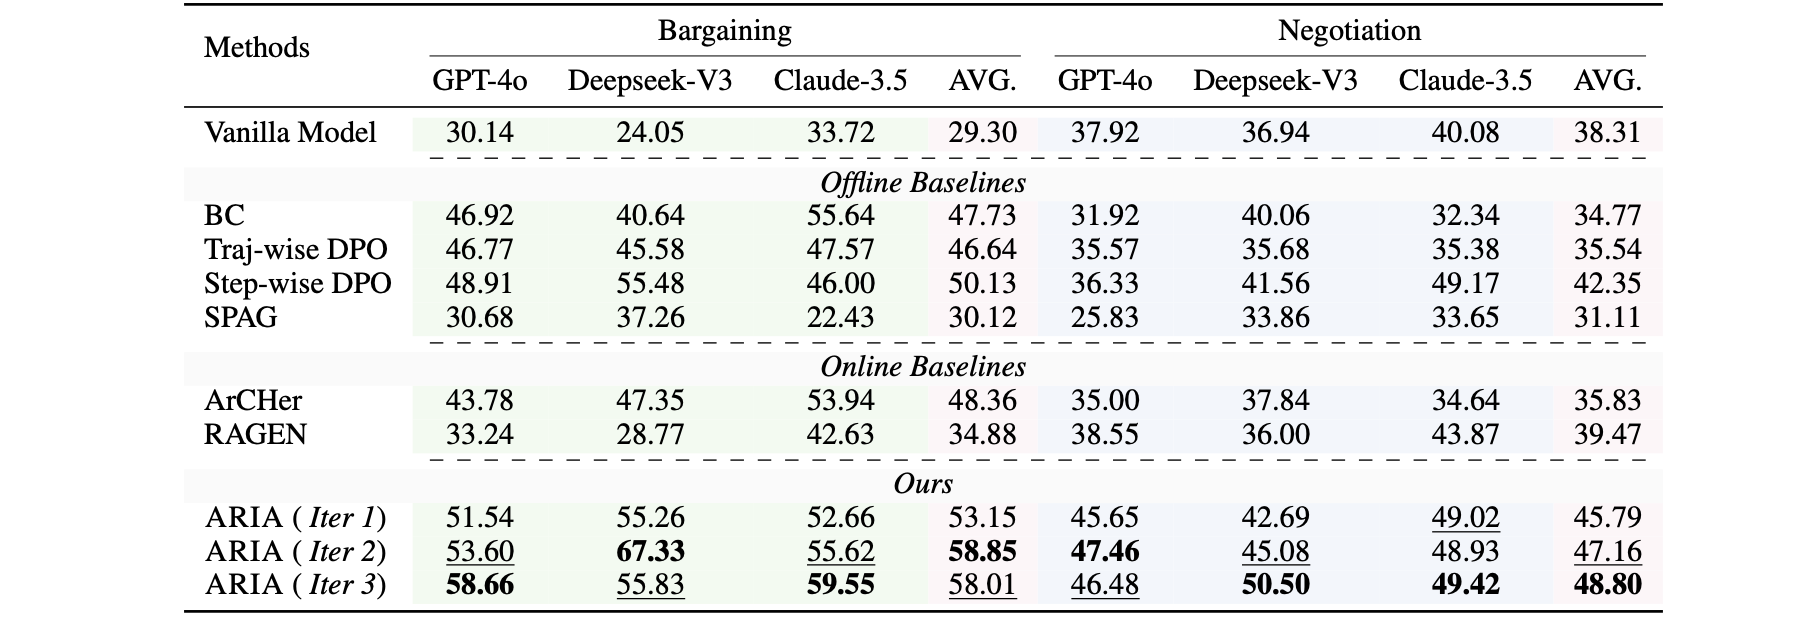 Methods Bargaining Negotiation
GPT-4o Deepseek-V3 Claude-3.5 AVG. GPT-4o Deepseek-V3 Claude-3.5 AVG.
Vanilla Model 30.14 24.05 33.72 29.30 37.92 36.94 40.08 38.31
Offline Baselines
BC 46.92 40.64 55.64 47.73 31.92 40.06 32.34 34.77
Traj-wise DPO 46.77 45.58 47.57 46.64 35.57 35.68 35.38 35.54
Step-wise DPO 48.91 55.48 46.00 50.13 36.33 41.56 49.17 42.35
SPAG 30.68 37.26 22.43 30.12 25.83 33.86 33.65 31.11
Online Baselines
ArCHer 43.78 47.35 53.94 48.36 35.00 37.84 34.64 35.83
RAGEN 33.24 28.77 42.63 34.88 38.55 36.00 43.87 39.47
Ours
ARIA ( Iter 1) 51.54 55.26 52.66 53.15 45.65 42.69 49.02 45.79
ARIA ( Iter 2) 53.60 67.33 55.62 58.85 47.46 45.08 48.93 47.16
ARIA ( Iter 3) 58.66 55.83 59.55 58.01 46.48 50.50 49.42 48.80